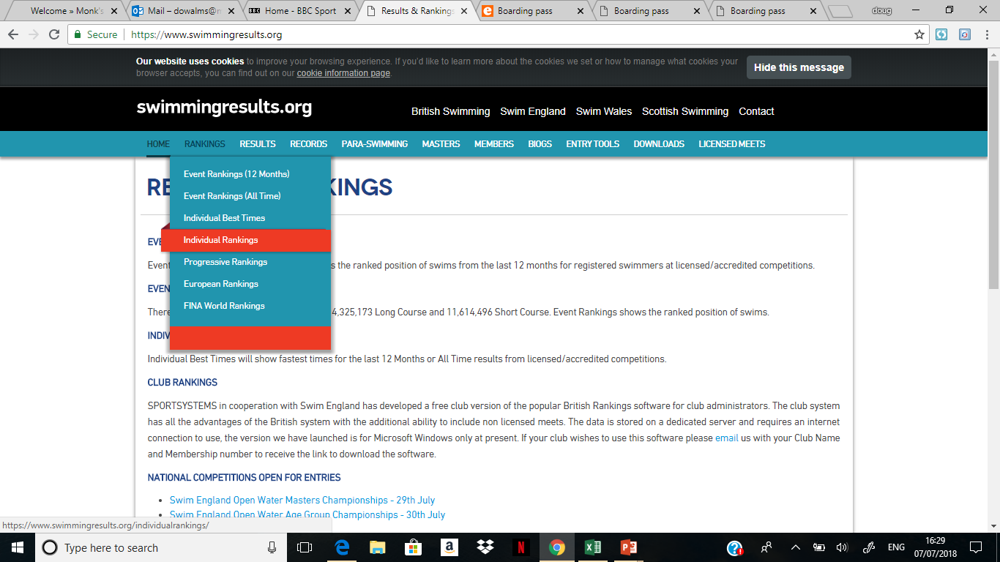 Welcome » Monk's
Mail – dowalms@m
Home - BBC Sport
Results & Rankings
Boarding pass
Boarding pass
Boarding pass
doug
Secure
https://www.swimmingresults.org
Our website uses cookies to improve your browsing experience. If you'd like to learn more about the cookies we set or how to manage what cookies your
browser accepts, you can find out on our cookie information page.
Hide this message
swimmingresults.org
British Swimming Swim England Swim Wales Scottish Swimming Contact
HOME RANKINGS RESULTS RECORDS PARA-SWIMMING MASTERS MEMBERS BIOGS ENTRY TOOLS DOWNLOADS LICENSED MEETS
Event Rankings (12 Months)
Event Rankings (All Time)
Individual Best Times
Individual Rankings
Progressive Rankings
European Rankings
FINA World Rankings
RE KINGS
EVE
Event s the ranked position of swims from the last 12 months for registered swimmers at licensed/accredited competitions.
EVEN
There 4,325,173 Long Course and 11,614,496 Short Course. Event Rankings shows the ranked position of swims.
INDIV
Individual Best Times will show fastest times for the last 12 Months or All Time results from licensed/accredited competitions.
CLUB RANKINGS
SPORTSYSTEMS in cooperation with Swim England has developed a free club version of the popular British Rankings software for club administrators. The club system
has all the advantages of the British system with the additional ability to include non licensed meets. The data is stored on a dedicated server and requires an internet
connection to use, the version we have launched is for Microsoft Windows only at present. If your club wishes to use this software please email us with your Club Name
and Membership number to receive the link to download the software.
NATIONAL COMPETITIONS OPEN FOR ENTRIES
• Swim England Open Water Masters Championships - 29th July
• Swim England Open Water Age Group Championships - 30th July
https://www.swimmingresults.org/individualrankings/
Type here to search
ENG
16:29
07/07/2018